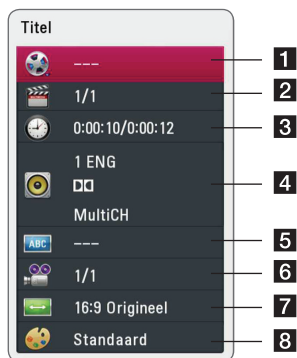 Titel
--- 1
1/1 2
0:00:10/0:00:12 3
1 ENG
MultiCH 4
ABC --- 5
1/1 6
16:9 Origineel 7
Standaard 8